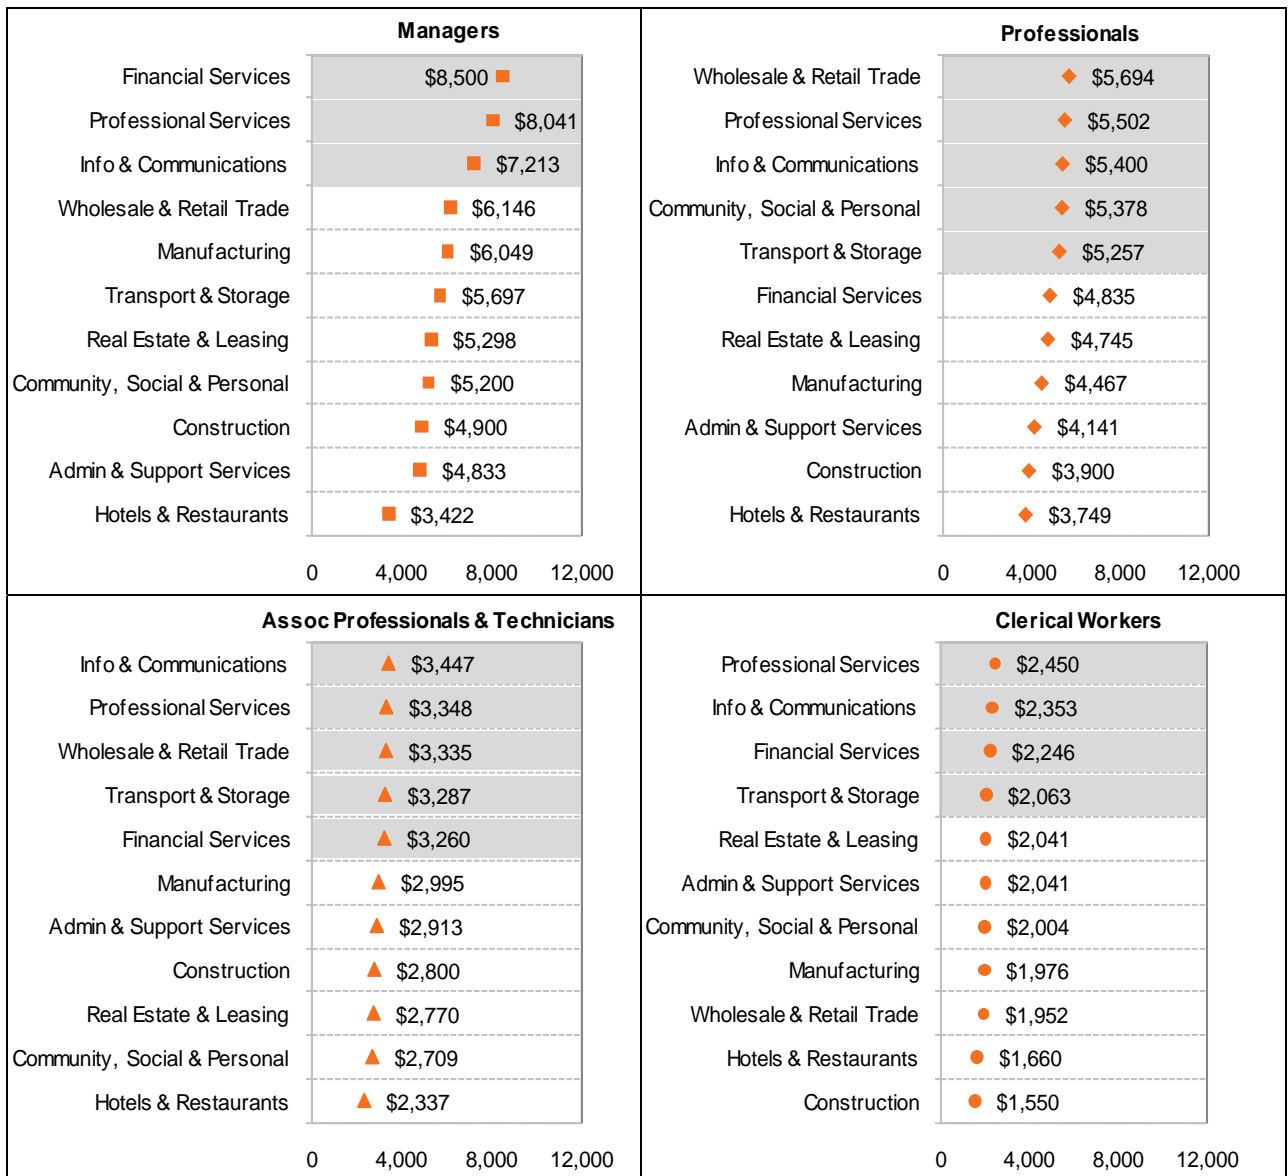 Managers
Financial Services $8,500
Professional Services $8,041
Info & Communications $7,213
Wholesale & Retail Trade $6,146
Manufacturing $6,049
Transport & Storage $5,697
Real Estate & Leasing $5,298
Community, Social & Personal $5,200
Construction $4,900
Admin & Support Services $4,833
Hotels & Restaurants $3,422
0 4,000 8,000 12,000
Professionals
Wholesale & Retail Trade $5,694
Professional Services $5,502
Info & Communications $5,400
Community, Social & Personal $5,378
Transport & Storage $5,257
Financial Services $4,835
Real Estate & Leasing $4,745
Manufacturing $4,467
Admin & Support Services $4,141
Construction $3,900
Hotels & Restaurants $3,749
0 4,000 8,000 12,000
Assoc Professionals & Technicians
Info & Communications $3,447
Professional Services $3,348
Wholesale & Retail Trade $3,335
Transport & Storage $3,287
Financial Services $3,260
Manufacturing $2,995
Admin & Support Services $2,913
Construction $2,800
Real Estate & Leasing $2,770
Community, Social & Personal $2,709
Hotels & Restaurants $2,337
0 4,000 8,000 12,000
Clerical Workers
Professional Services $2,450
Info & Communications $2,353
Financial Services $2,246
Transport & Storage $2,063
Real Estate & Leasing $2,041
Admin & Support Services $2,041
Community, Social & Personal $2,004
Manufacturing $1,976
Wholesale & Retail Trade $1,952
Hotels & Restaurants $1,660
Construction $1,550
0 4,000 8,000 12,000